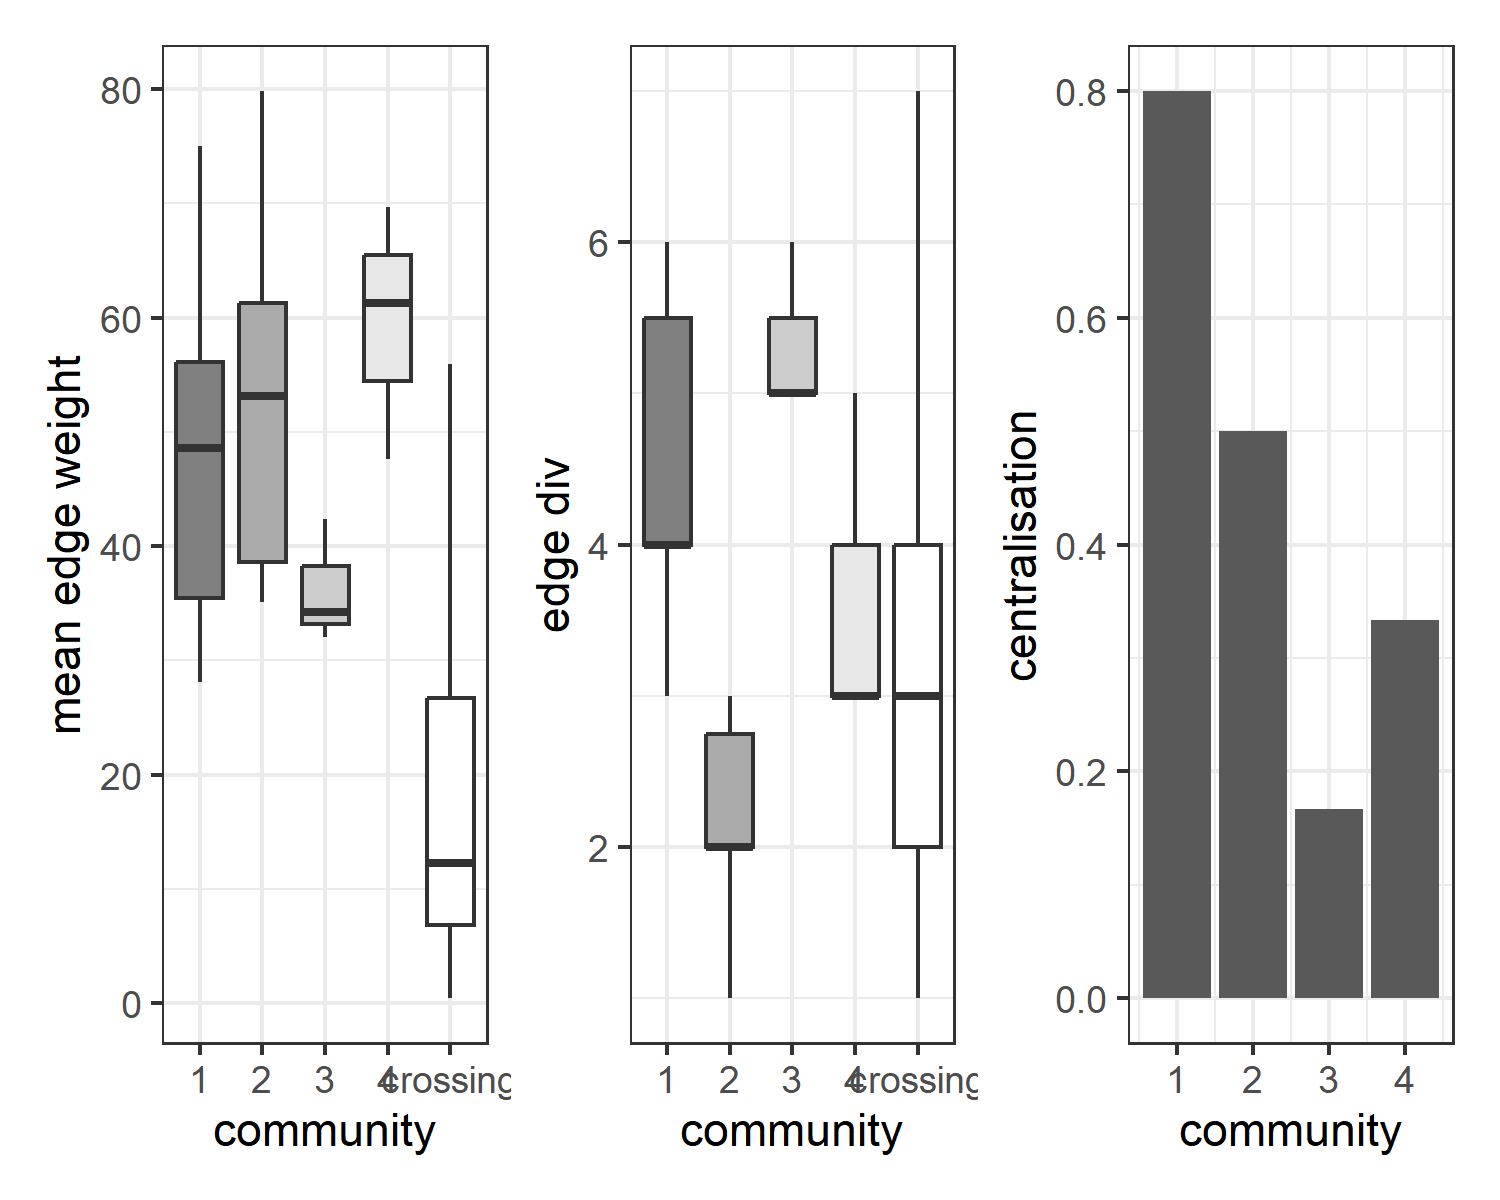 mean edge weight
80
60
40
20
0
1 2 3 4 crossing
community
edge div
6
4
2
1 2 3 4 crossing
community
centralisation
0.8
0.6
0.4
0.2
0.0
1 2 3 4
community